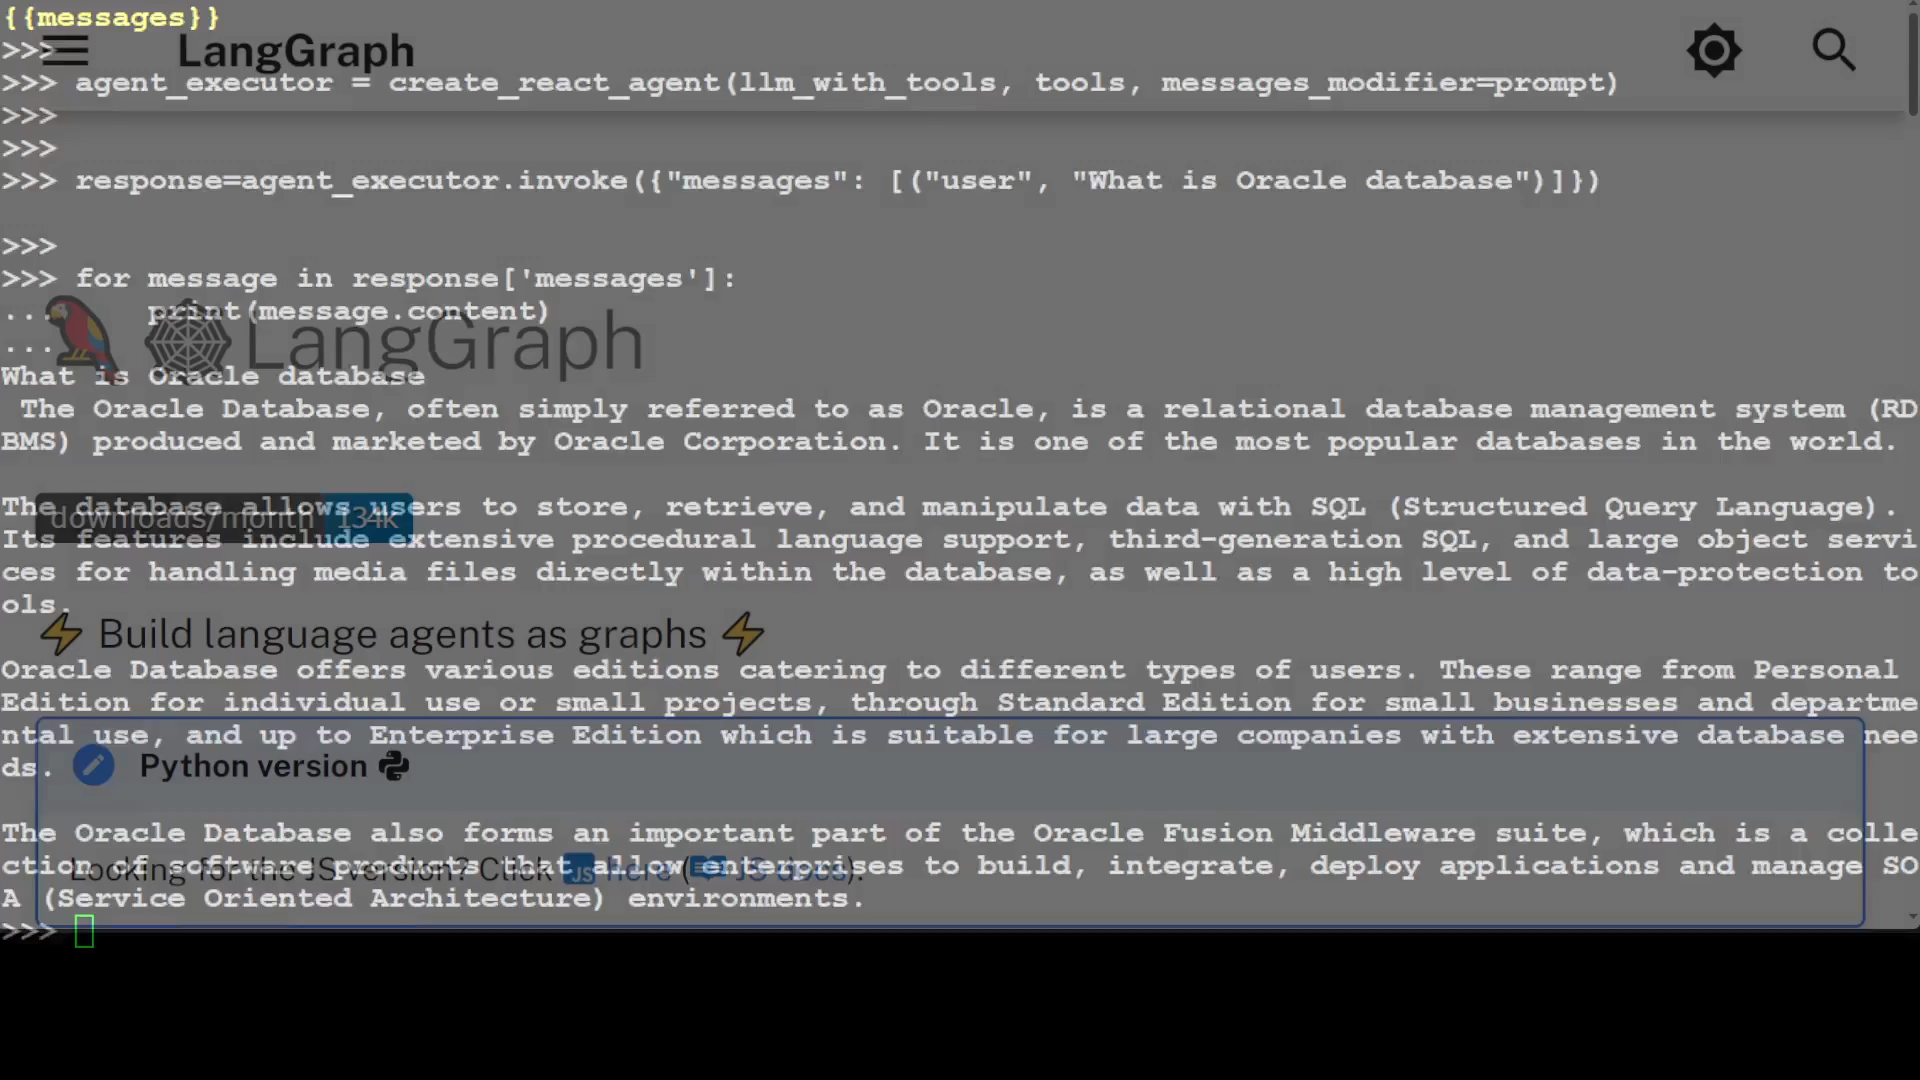 {{messages}}
>>>
LangGraph
>>> agent_executor = create_react_agent(llm_with_tools, tools, messages_modifier=prompt)
>>>
>>>
>>> response=agent_executor.invoke({"messages": [("user", "What is Oracle database")]})
>>>
>>> for message in response['messages']:
...     print(message.content)
LangGraph
...
What is Oracle database
The Oracle Database, often simply referred to as Oracle, is a relational database management system (RD
BMS) produced and marketed by Oracle Corporation. It is one of the most popular databases in the world.
The database allows users to store, retrieve, and manipulate data with SQL (Structured Query Language).
downloads/month 134k
Its features include extensive procedural language support, third-generation SQL, and large object servi
ces for handling media files directly within the database, as well as a high level of data-protection to
ols.
⚡ Build language agents as graphs ⚡
Oracle Database offers various editions catering to different types of users. These range from Personal
Edition for individual use or small projects, through Standard Edition for small businesses and departme
ntal use, and up to Enterprise Edition which is suitable for large companies with extensive database nee
ds.
Python version
The Oracle Database also forms an important part of the Oracle Fusion Middleware suite, which is a colle
ction of software products that allow enterprises to build, integrate, deploy applications and manage SO
Looking for the JS version? Click JS here (JS docs).
A (Service Oriented Architecture) environments.
>>>